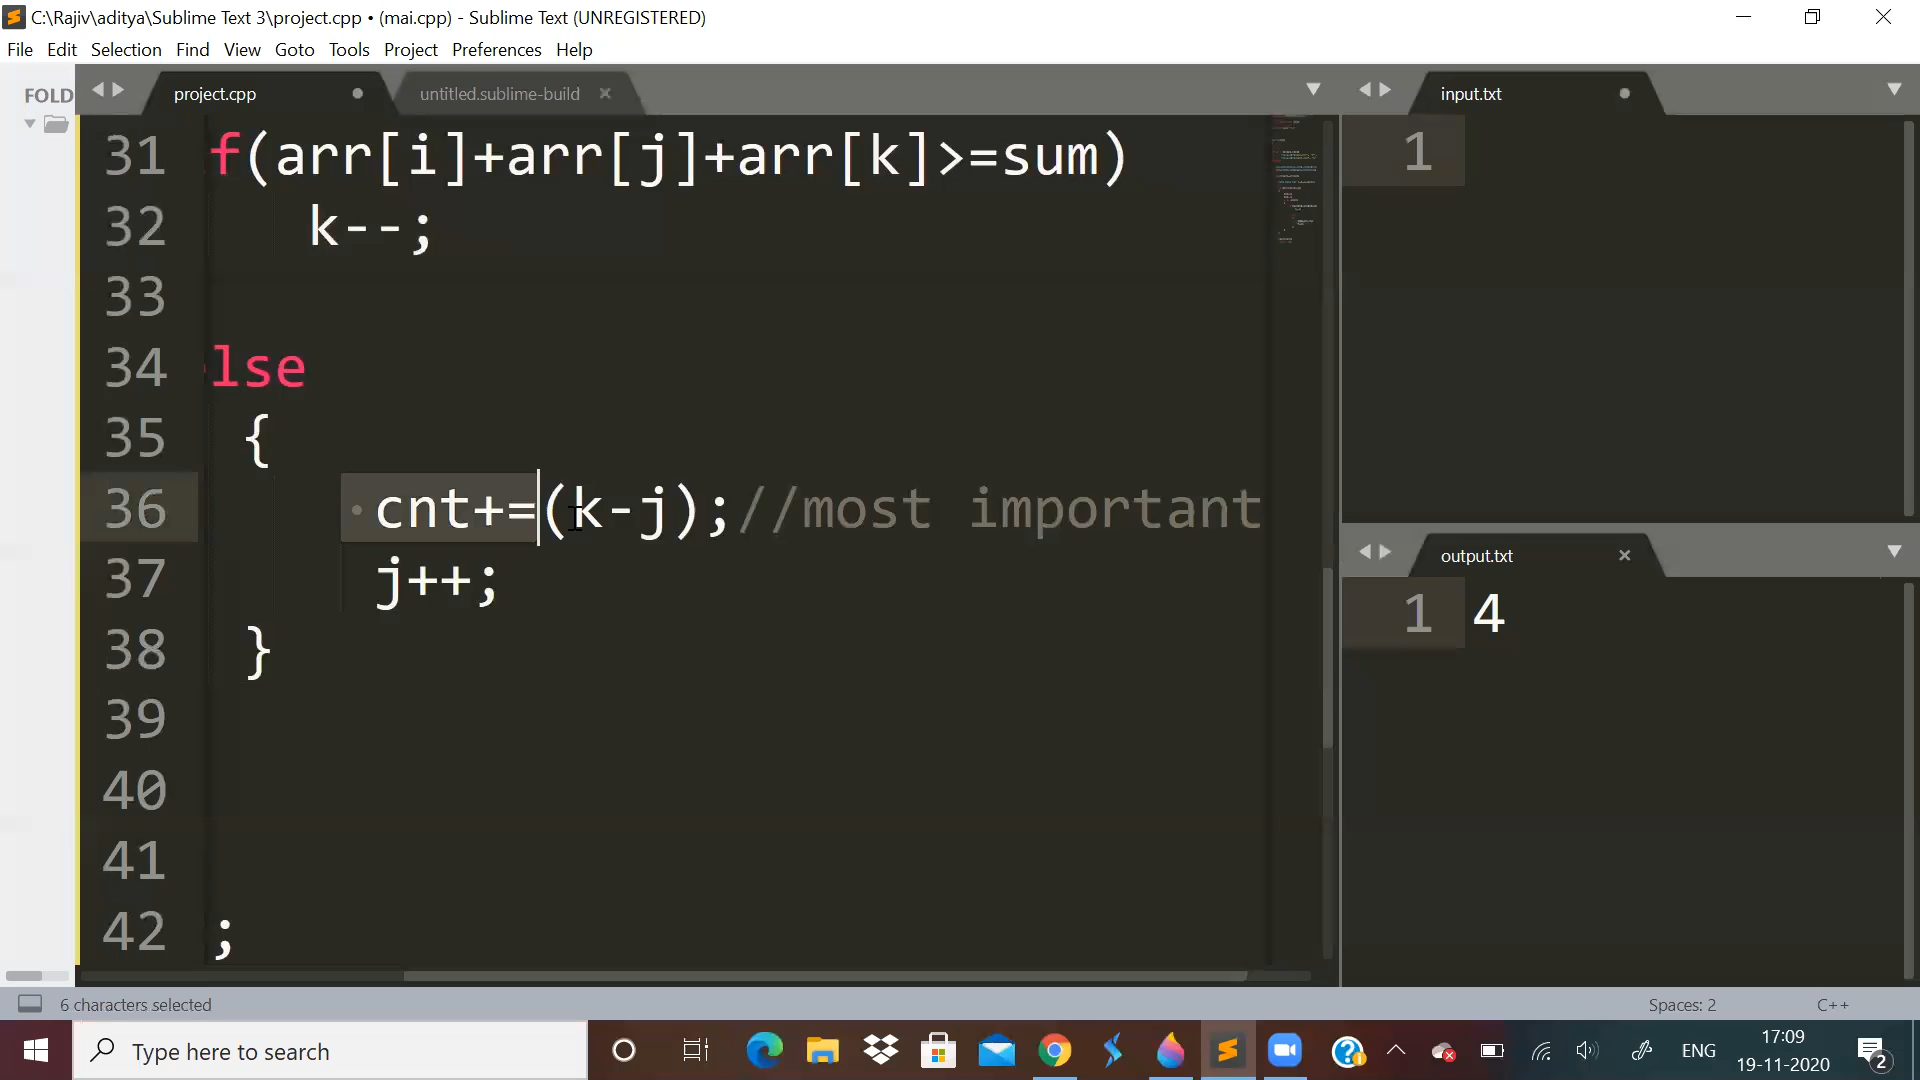 C:\Rajiv\aditya\Sublime Text 3\project.cpp • (mai.cpp) - Sublime Text (UNREGISTERED)
File Edit Selection Find View Goto Tools Project Preferences Help
FOLD
project.cpp
untitled.sublime-build
31 f(arr[i]+arr[j]+arr[k]>=sum)
32 k--;
33
34 lse
35 {
36 cnt+=(k-j);//most important
37 j++;
38 }
39
40
41
42 ;
input.txt
1
output.txt
1 4
6 characters selected
Spaces: 2
C++
Type here to search
ENG
17:09
19-11-2020
2